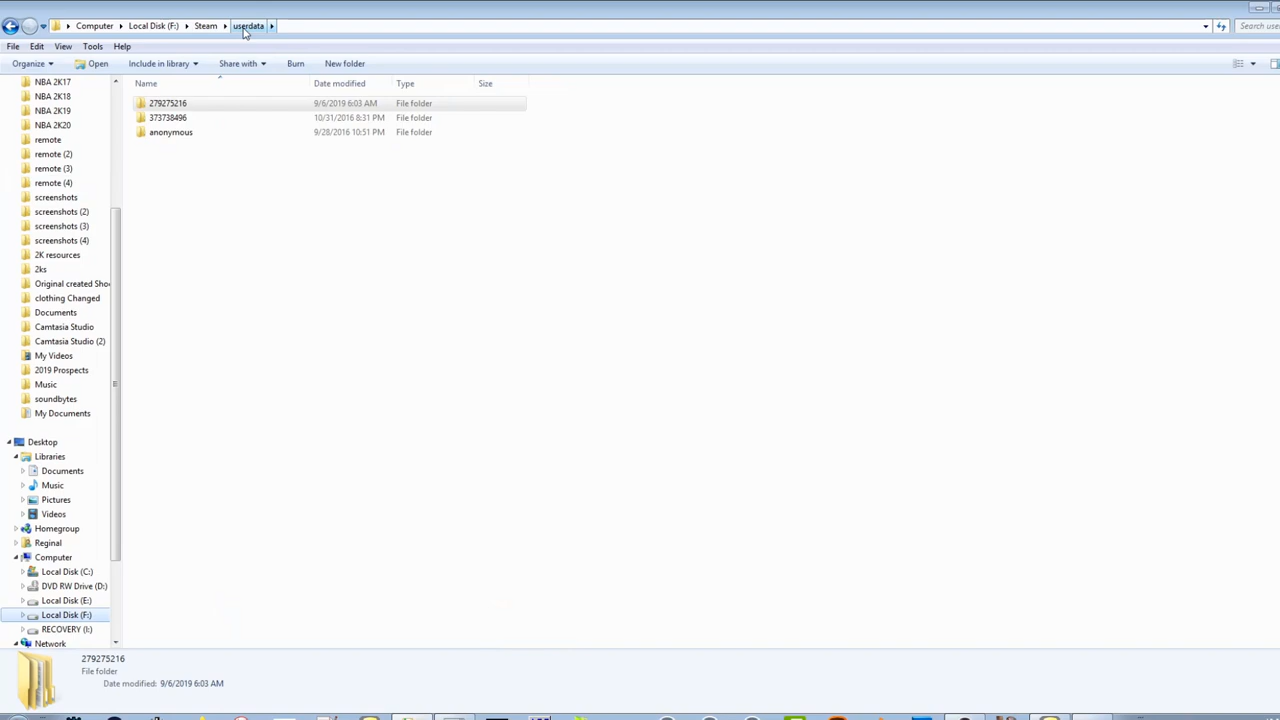 Computer Local Disk (F:) Steam userdata Search user
File Edit View Tools Help
Organize Open Include in library Share with Burn New folder
Name Date modified Type Size
279275216 9/6/2019 6:03 AM File folder
373738496 10/31/2016 8:31 PM File folder
anonymous 9/28/2016 10:51 PM File folder
NBA 2K17
NBA 2K18
NBA 2K19
NBA 2K20
remote
remote (2)
remote (3)
remote (4)
screenshots
screenshots (2)
screenshots (3)
screenshots (4)
2K resources
2ks
Original created Shoe
clothing Changed
Documents
Camtasia Studio
Camtasia Studio (2)
My Videos
2019 Prospects
Music
soundbytes
My Documents
Desktop
Libraries
Documents
Music
Pictures
Videos
Homegroup
Reginal
Computer
Local Disk (C:)
DVD RW Drive (D:)
Local Disk (E:)
Local Disk (F:)
RECOVERY (I:)
Network
279275216
File folder
Date modified: 9/6/2019 6:03 AM